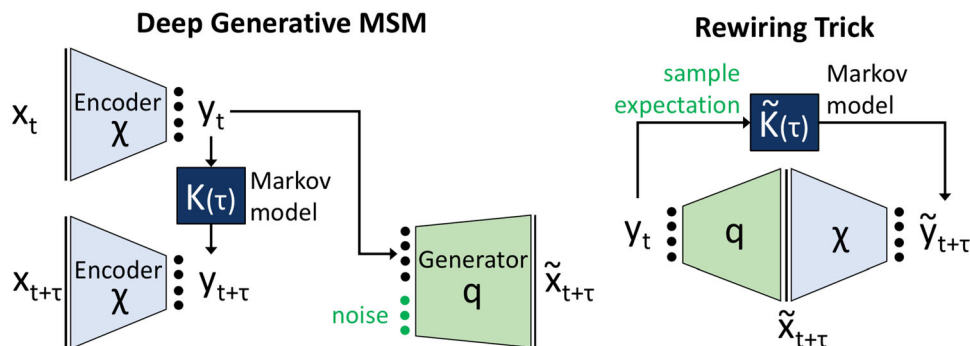 Deep Generative MSM
x_t
Encoder
χ
y_t
K(τ)
Markov
model
x_{t+τ}
Encoder
χ
y_{t+τ}
noise
Generator
q
x̃_{t+τ}
Rewiring Trick
sample
expectation
K̃(τ)
Markov
model
y_t
q
χ
ỹ_{t+τ}
x̃_{t+τ}